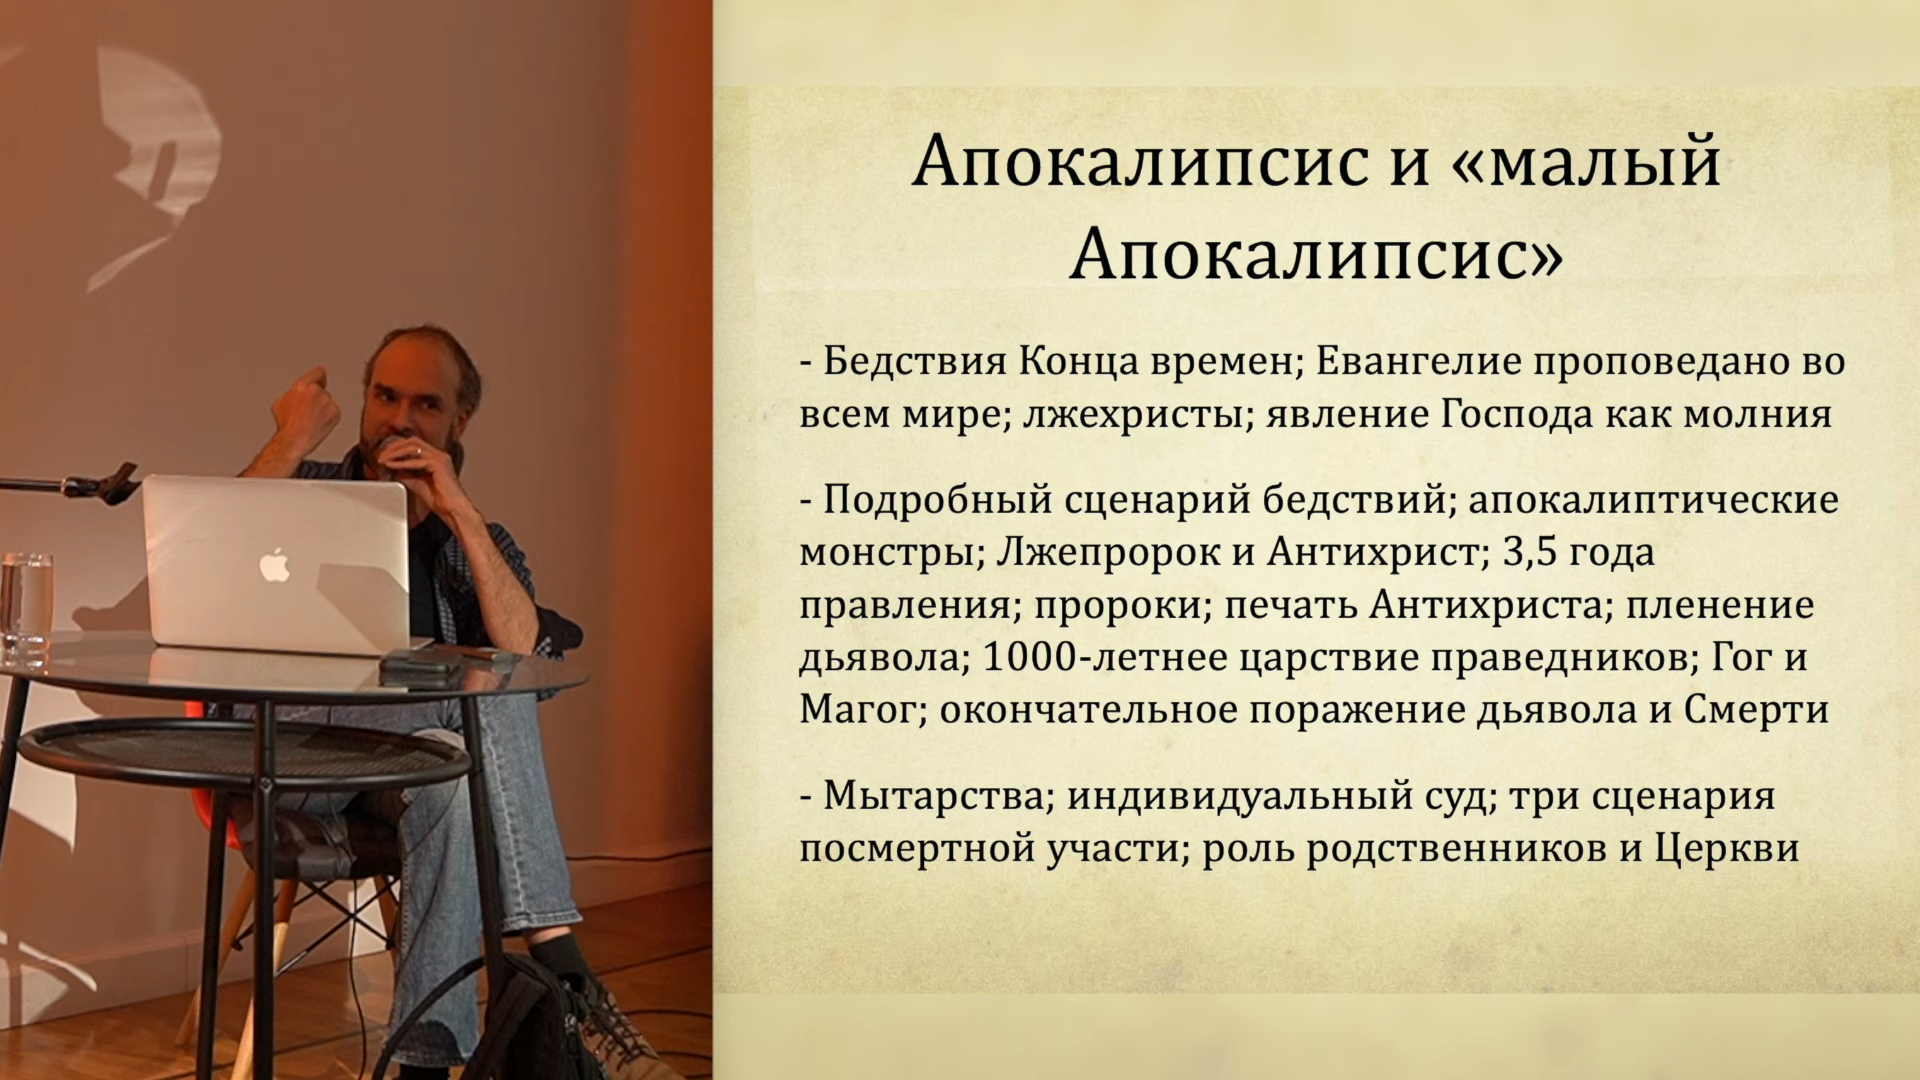 Апокалипсис и «малый
Апокалипсис»
- Бедствия Конца времен; Евангелие проповедано во
всем мире; лжехристы; явление Господа как молния
- Подробный сценарий бедствий; апокалиптические
монстры; Лжепророк и Антихрист; 3,5 года
правления; пророки; печать Антихриста; пленение
дьявола; 1000-летнее царствие праведников; Гог и
Магог; окончательное поражение дьявола и Смерти
- Мытарства; индивидуальный суд; три сценария
посмертной участи; роль родственников и Церкви